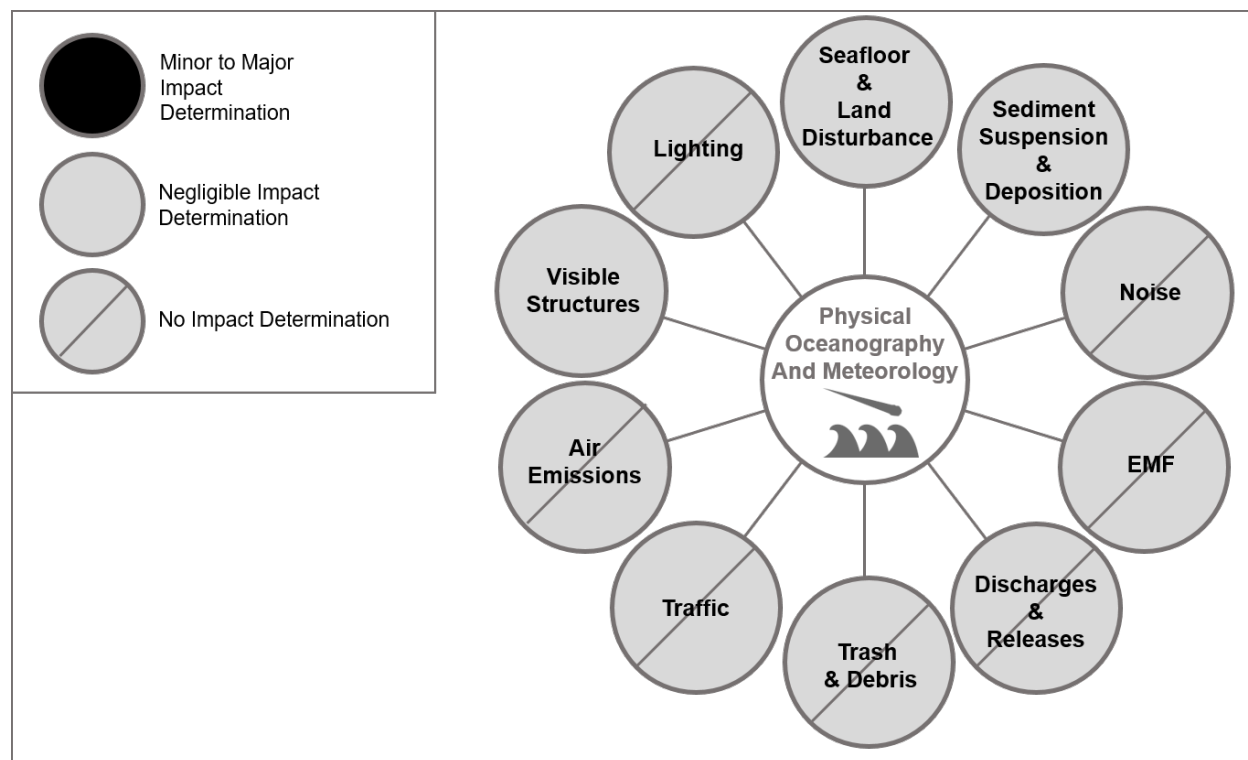 Minor to Major
Impact
Determination
Negligible Impact
Determination
No Impact Determination
Seafloor
&
Land
Disturbance
Sediment
Suspension
&
Deposition
Noise
EMF
Discharges
&
Releases
Trash
& Debris
Traffic
Air
Emissions
Visible
Structures
Lighting
Physical
Oceanography
And Meteorology